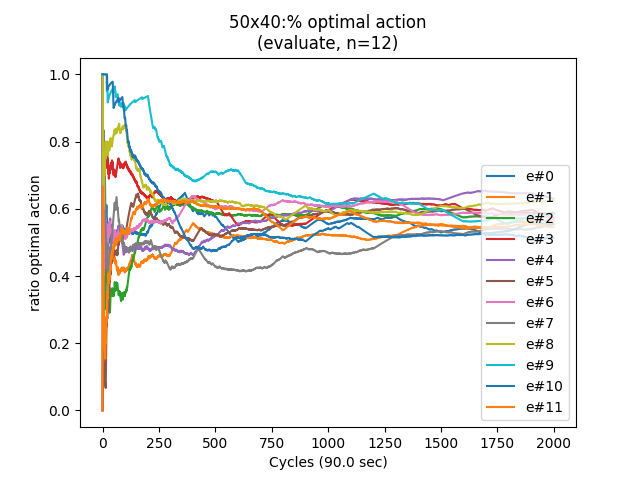 50x40:% optimal action
(evaluate, n=12)
ratio optimal action
1.0
0.8
0.6
0.4
0.2
0.0
e#0
e#1
e#2
e#3
e#4
e#5
e#6
e#7
e#8
e#9
e#10
e#11
0 250 500 750 1000 1250 1500 1750 2000
Cycles (90.0 sec)